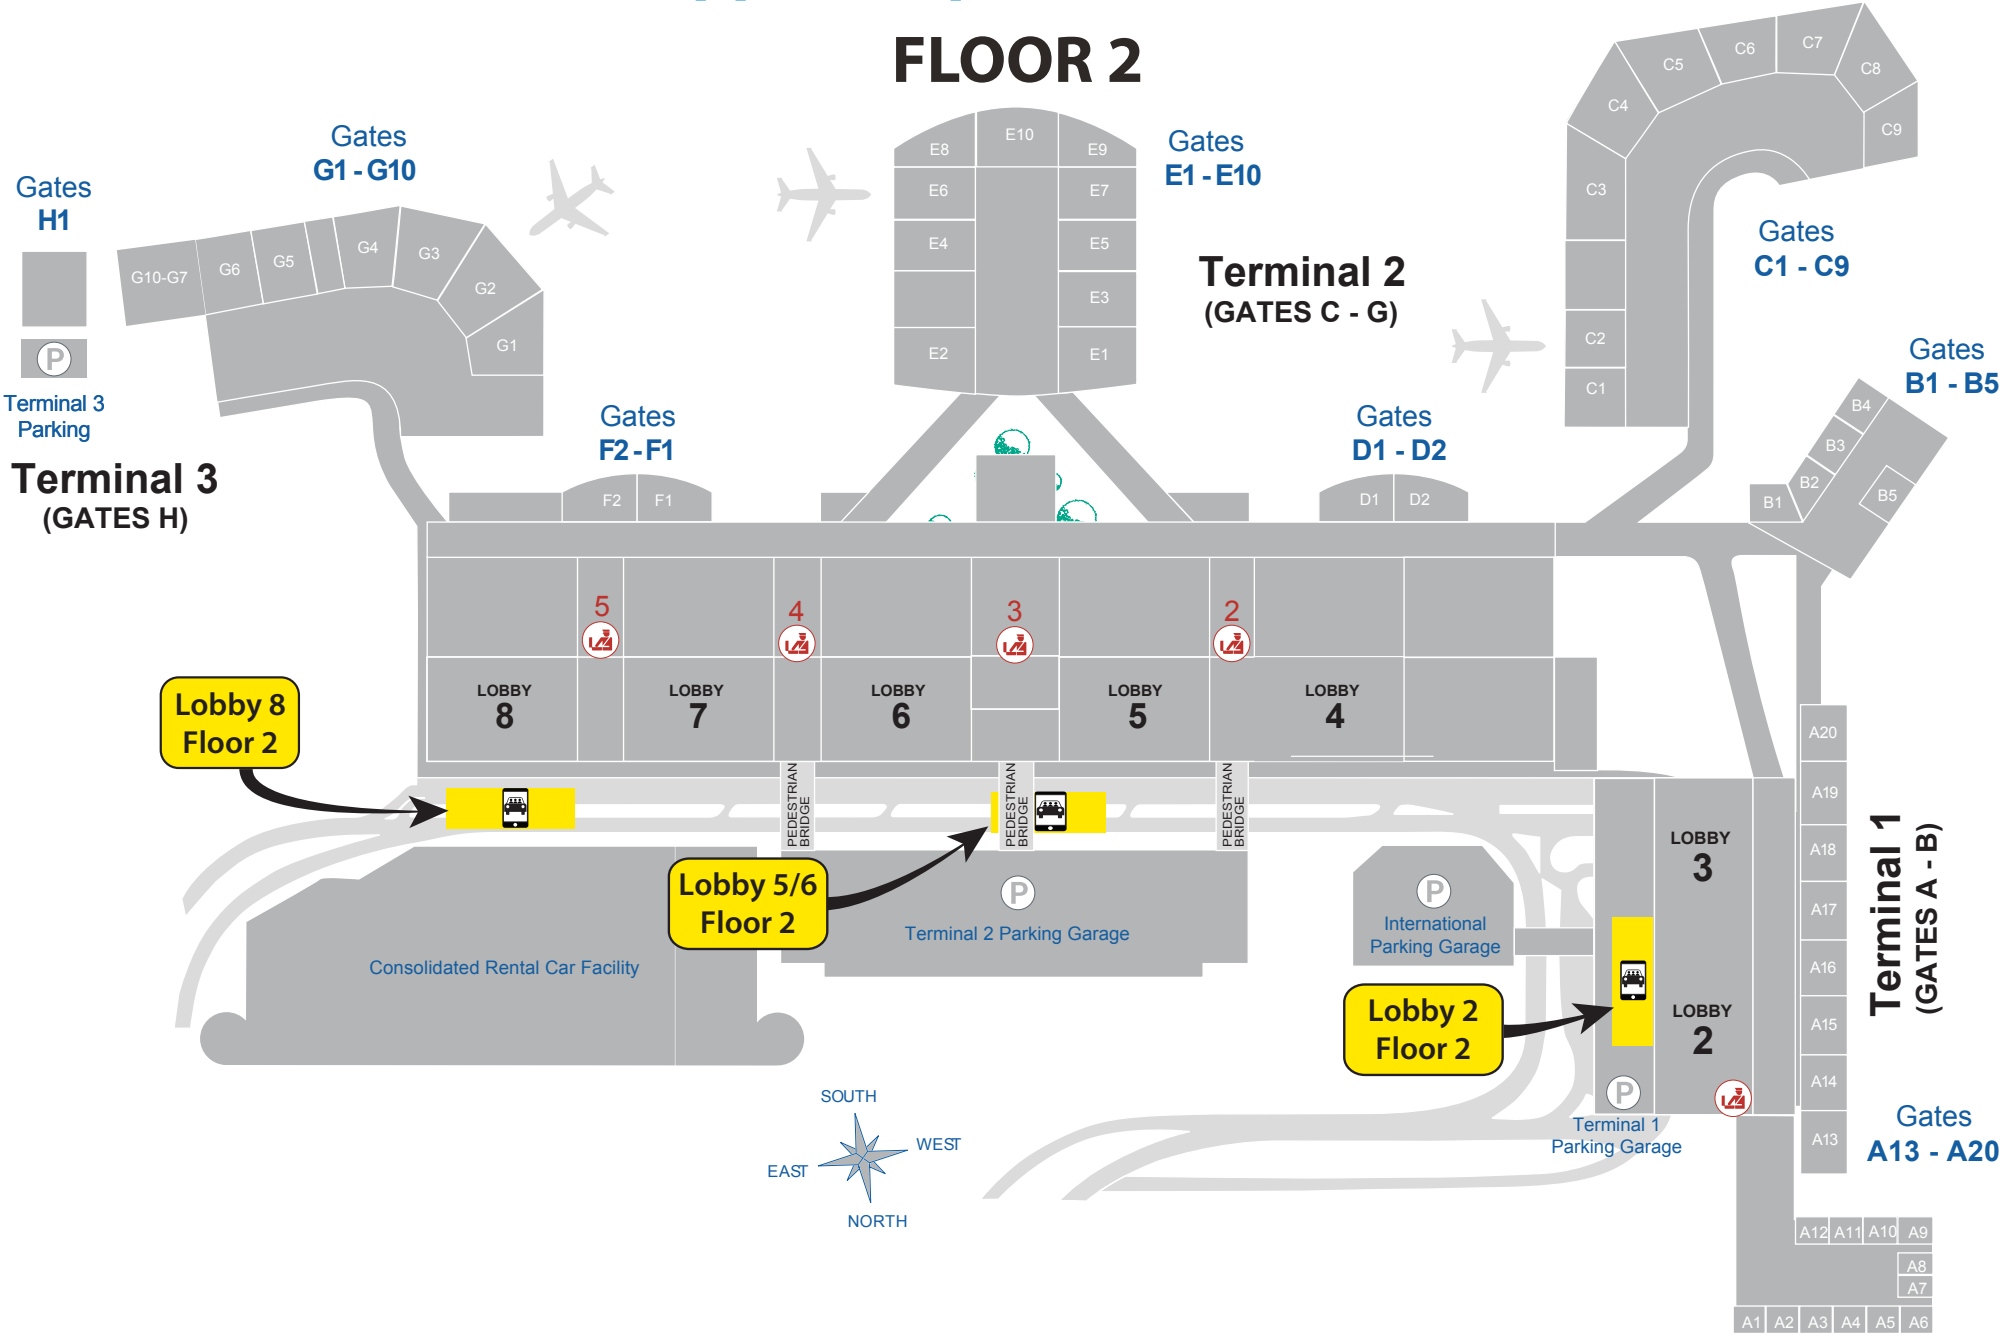 FLOOR 2
Gates
G1 - G10
Gates
H1
Gates
E1 - E10
Gates
C1 - C9
Gates
B1 - B5
Terminal 2
(GATES C - G)
C1
C2
C3
C4
C5
C6
C7
C8
C9
E8
E10
E9
E6
E7
E4
E5
E3
E2
E1
G10-G7
G6
G5
G4
G3
G2
G1
P
Terminal 3
Parking
Terminal 3
(GATES H)
Gates
F2 - F1
F2
F1
Gates
D1 - D2
D1
D2
B4
B3
B2
B1
B5
5
4
3
2
LOBBY
8
LOBBY
7
LOBBY
6
LOBBY
5
LOBBY
4
Lobby 8
Floor 2
PEDESTRIAN
BRIDGE
PEDESTRIAN
BRIDGE
PEDESTRIAN
BRIDGE
Lobby 5/6
Floor 2
P
Terminal 2 Parking Garage
Consolidated Rental Car Facility
P
International
Parking Garage
LOBBY
3
LOBBY
2
Lobby 2
Floor 2
P
Terminal 1
Parking Garage
A20
A19
A18
A17
A16
A15
A14
A13
Terminal 1
(GATES A - B)
Gates
A13 - A20
SOUTH
WEST
EAST
NORTH
A12
A11
A10
A9
A8
A7
A1
A2
A3
A4
A5
A6